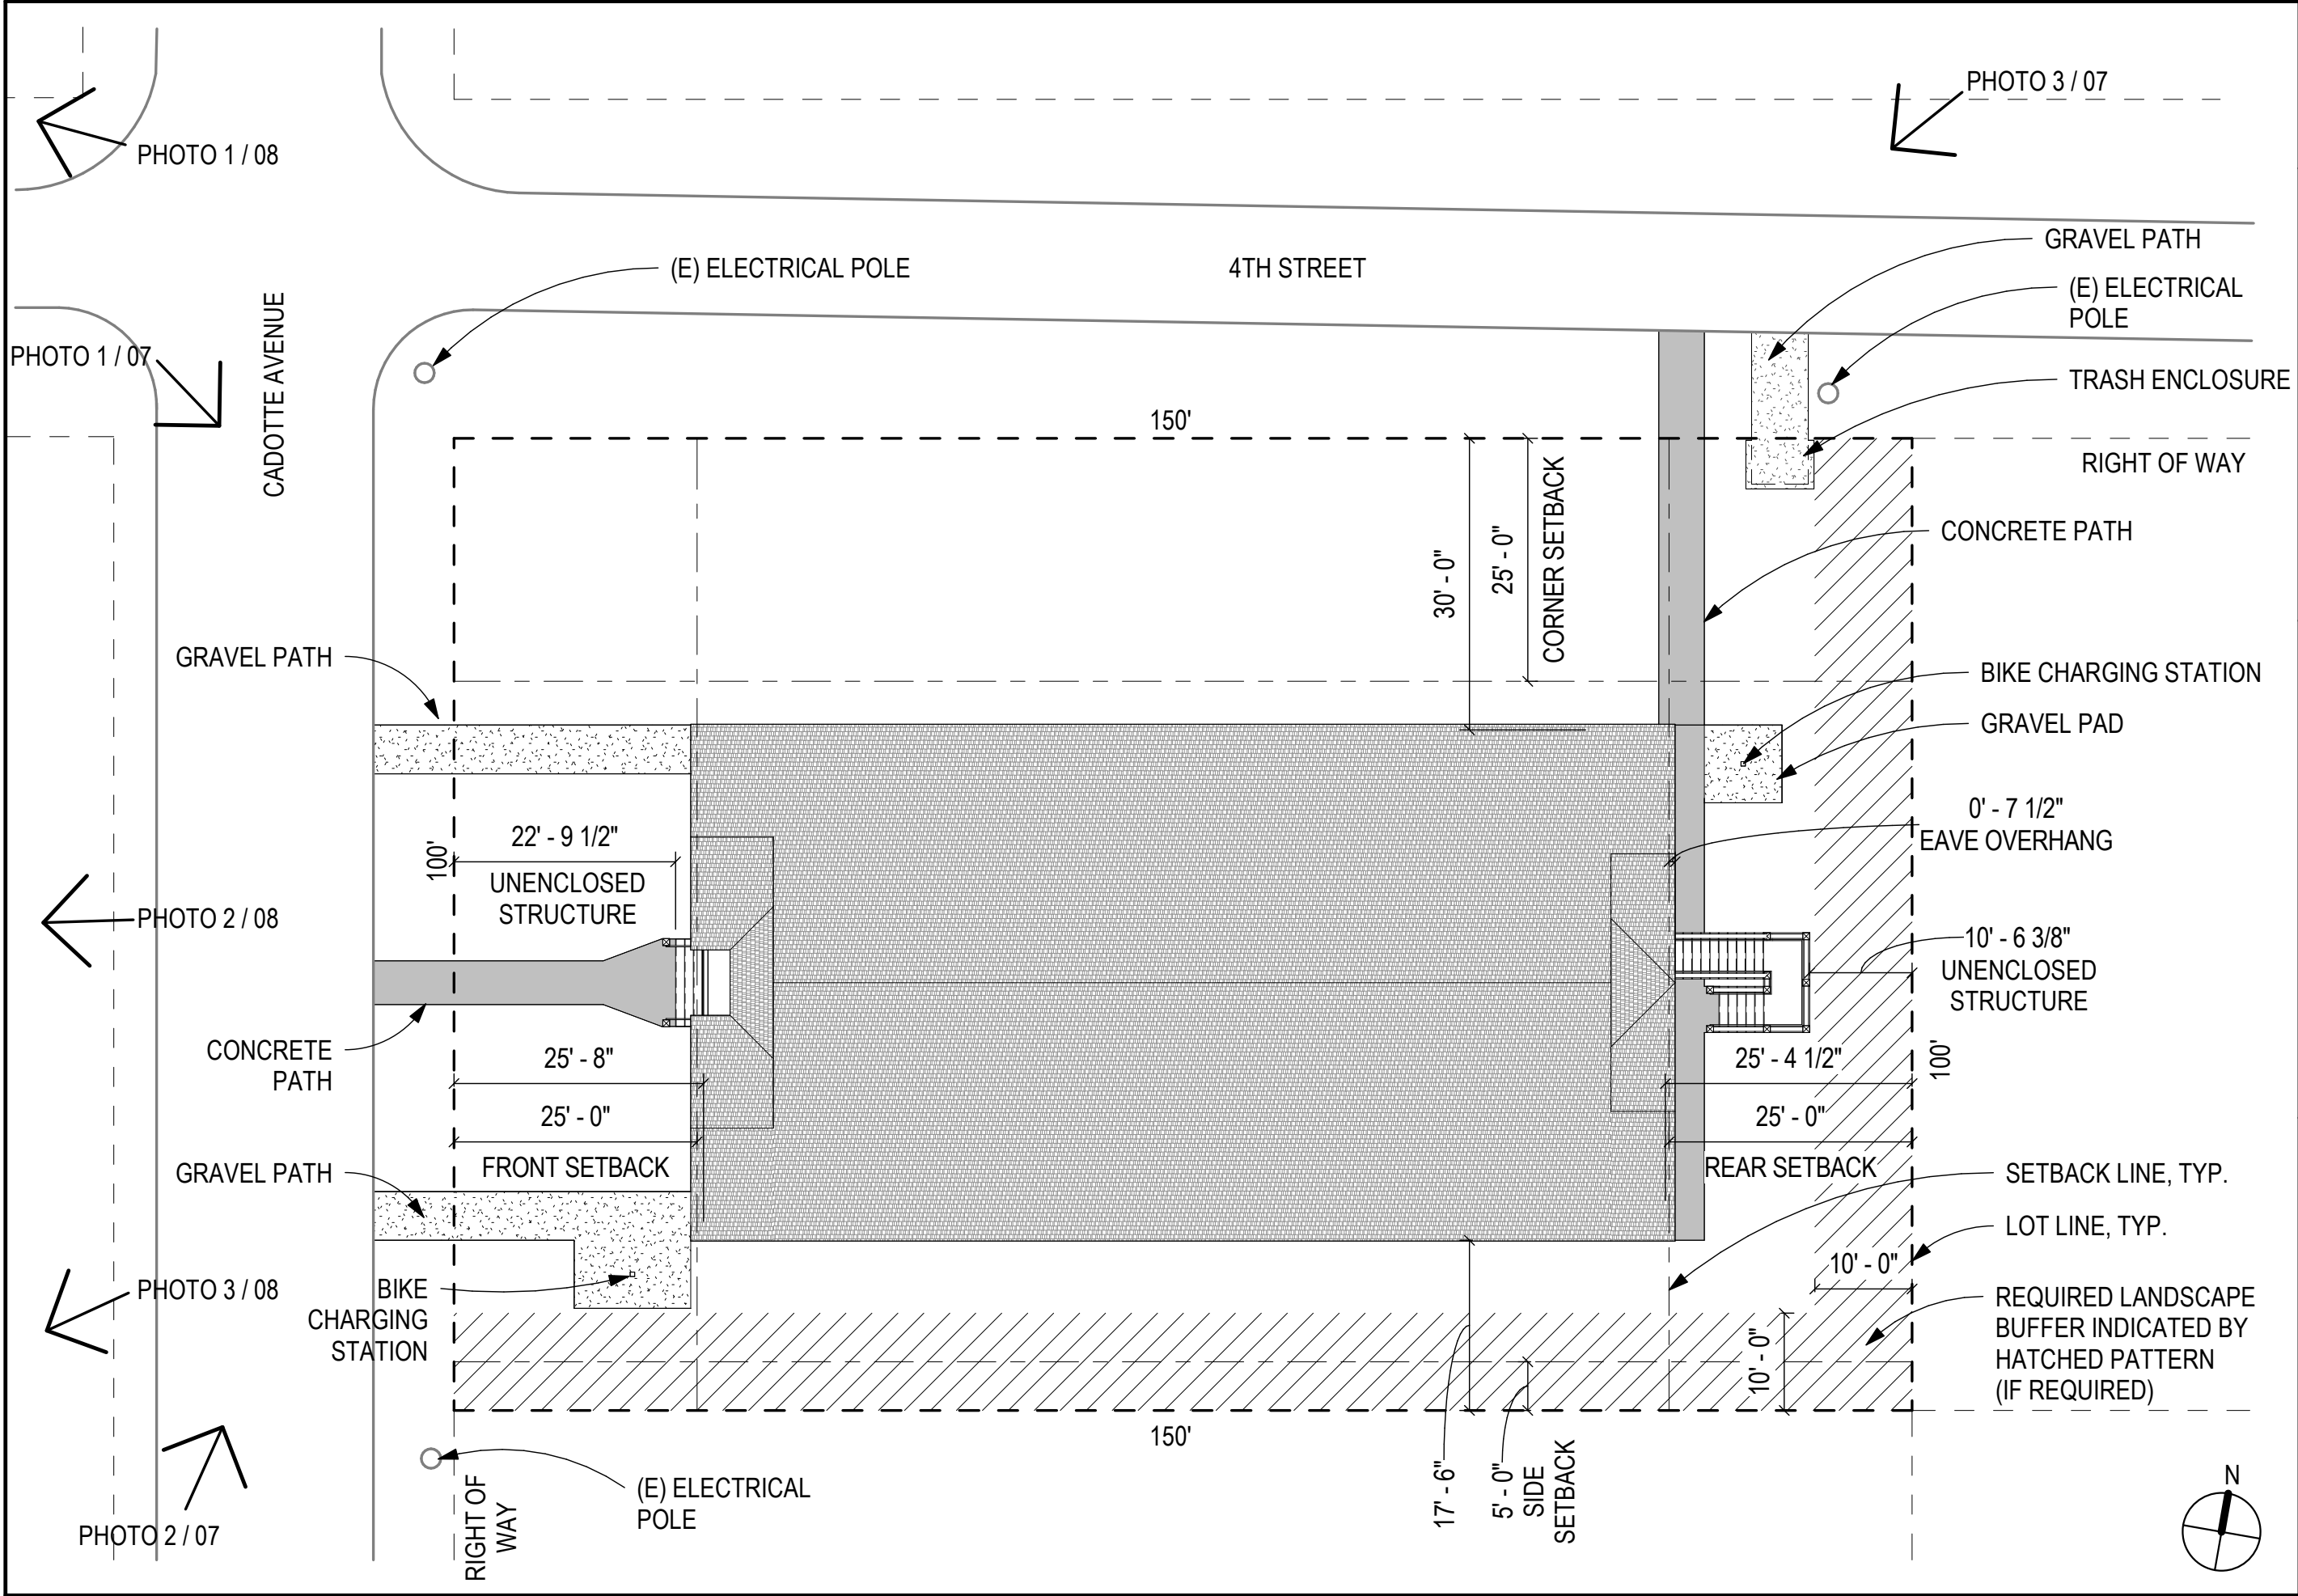 PHOTO 3 / 07
PHOTO 1 / 08
GRAVEL PATH
(E) ELECTRICAL POLE
4TH STREET
(E) ELECTRICAL
POLE
CADOTTE AVENUE
PHOTO 1 / 07
TRASH ENCLOSURE
150'
RIGHT OF WAY
30' - 0"
25' - 0"
CORNER SETBACK
CONCRETE PATH
GRAVEL PATH
BIKE CHARGING STATION
GRAVEL PAD
0' - 7 1/2"
EAVE OVERHANG
100'
22' - 9 1/2"
UNENCLOSED
STRUCTURE
PHOTO 2 / 08
10' - 6 3/8"
UNENCLOSED
STRUCTURE
CONCRETE
PATH
25' - 8"
25' - 4 1/2"
100'
25' - 0"
FRONT SETBACK
25' - 0"
REAR SETBACK
GRAVEL PATH
SETBACK LINE, TYP.
LOT LINE, TYP.
10' - 0"
PHOTO 3 / 08
BIKE
CHARGING
STATION
REQUIRED LANDSCAPE
BUFFER INDICATED BY
HATCHED PATTERN
(IF REQUIRED)
10' - 0"
150'
17' - 6"
5' - 0"
SIDE
SETBACK
(E) ELECTRICAL
POLE
RIGHT OF
WAY
PHOTO 2 / 07
N